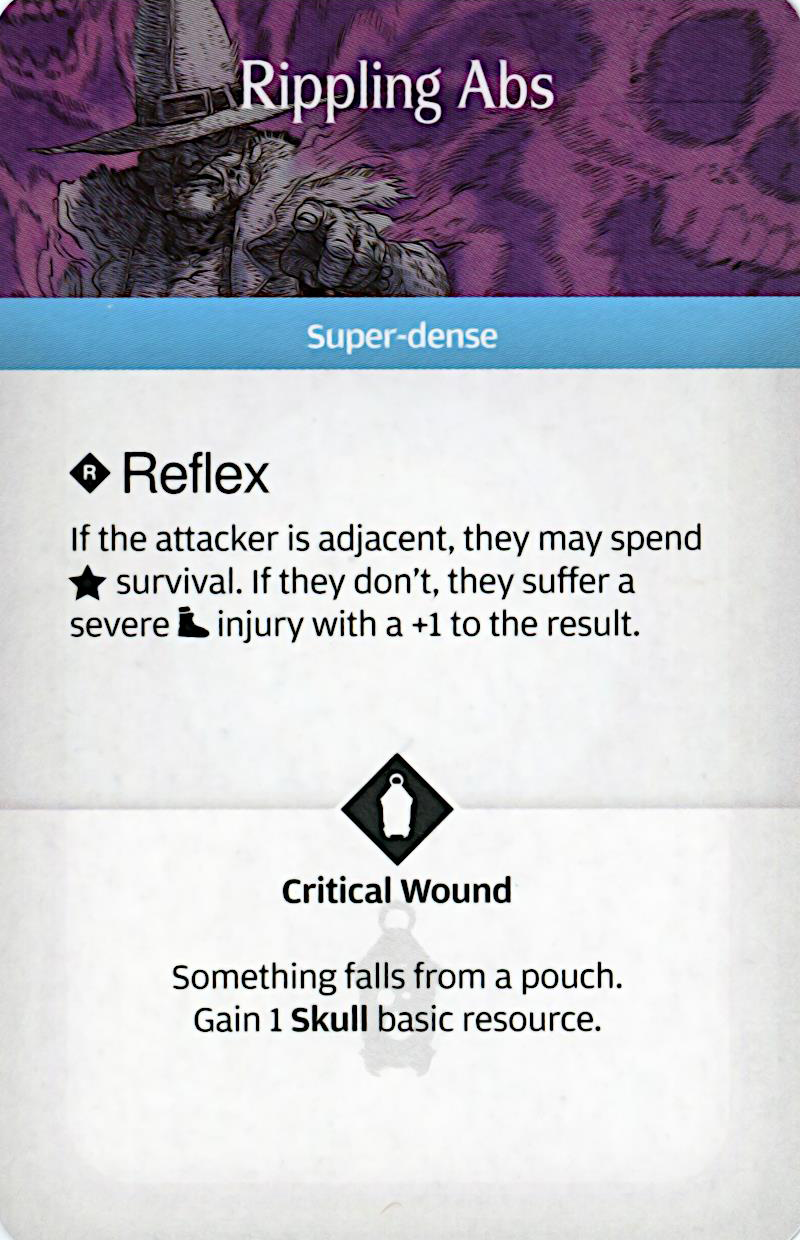 Rippling Abs
Super-dense
R Reflex
If the attacker is adjacent, they may spend
★ survival. If they don’t, they suffer a
severe injury with a +1 to the result.
Critical Wound
Something falls from a pouch.
Gain 1 Skull basic resource.